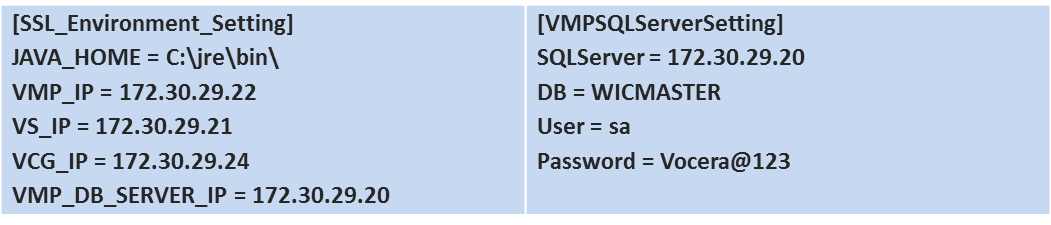 [SSL_Environment_Setting]
JAVA_HOME = C:\jre\bin\
VMP_IP = 172.30.29.22
VS_IP = 172.30.29.21
VCG_IP = 172.30.29.24
VMP_DB_SERVER_IP = 172.30.29.20
[VMPSQLServerSetting]
SQLServer = 172.30.29.20
DB = WICMASTER
User = sa
Password = Vocera@123